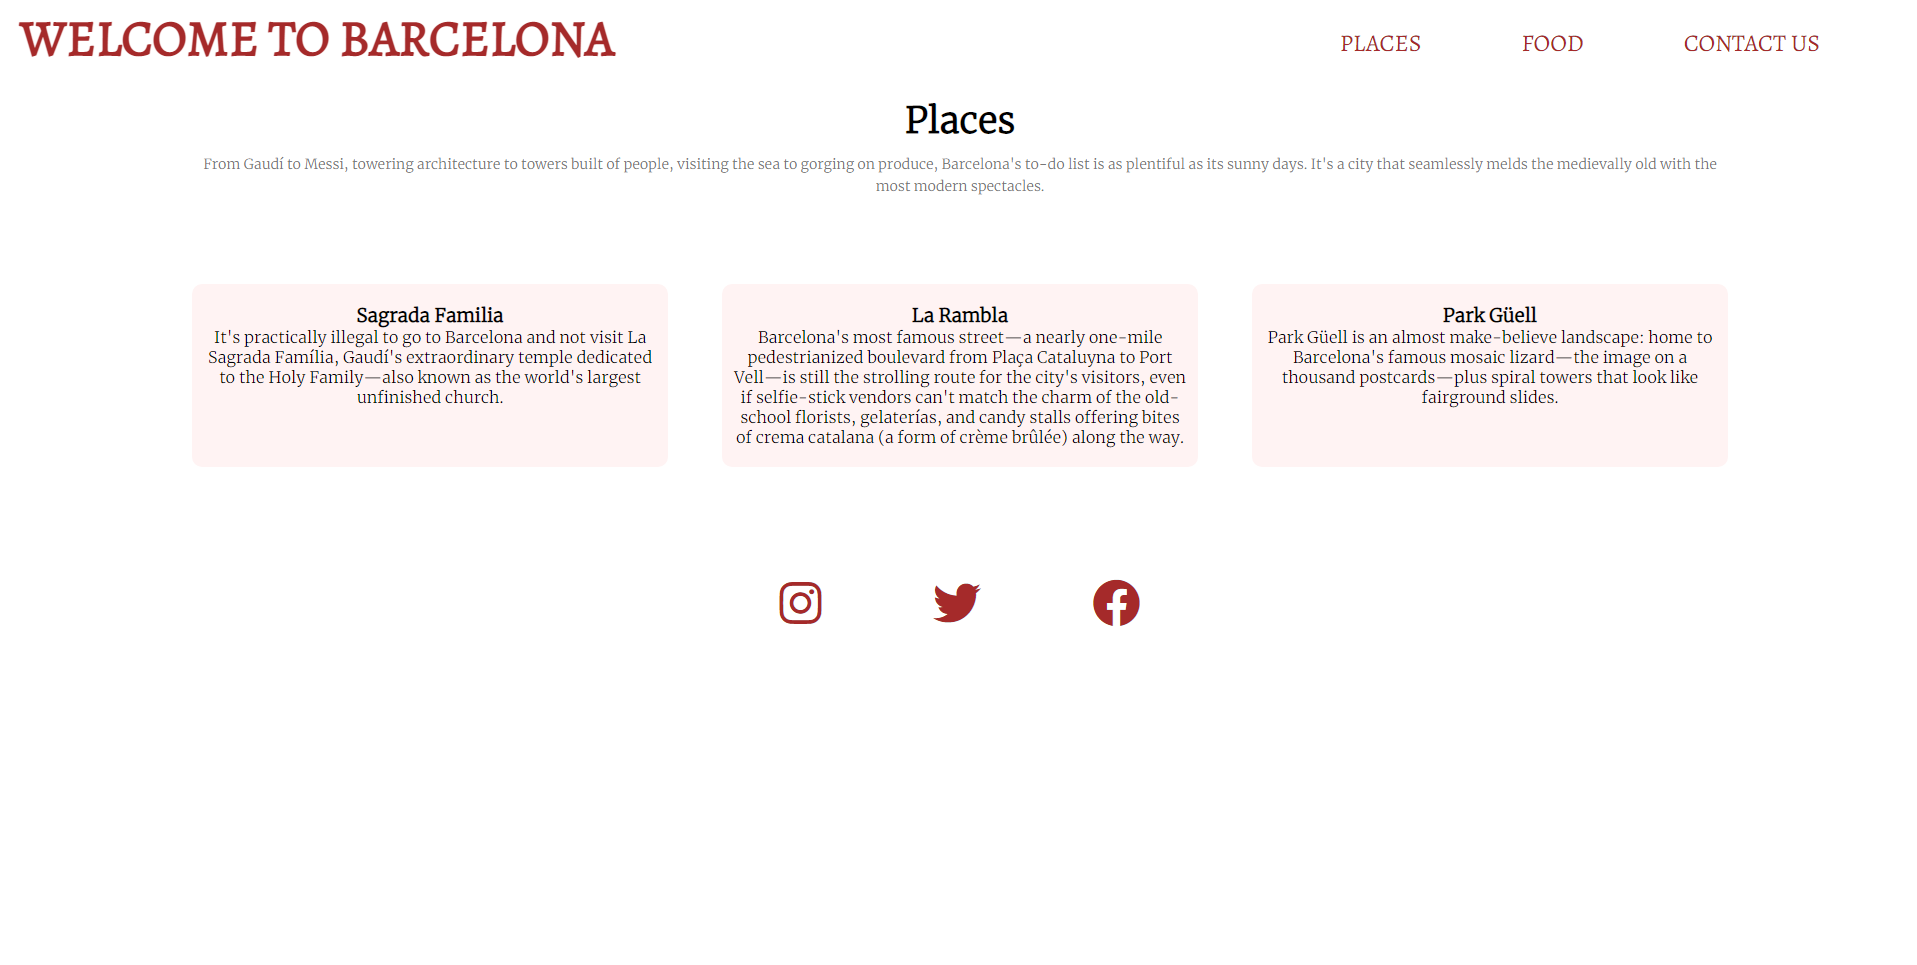 WELCOME TO BARCELONA
PLACES
FOOD
CONTACT US
Places
From Gaudí to Messi, towering architecture to towers built of people, visiting the sea to gorging on produce, Barcelona's to-do list is as plentiful as its sunny days. It's a city that seamlessly melds the medievally old with the
most modern spectacles.
Sagrada Familia
It's practically illegal to go to Barcelona and not visit La
Sagrada Família, Gaudí's extraordinary temple dedicated
to the Holy Family—also known as the world's largest
unfinished church.
La Rambla
Barcelona's most famous street—a nearly one-mile
pedestrianized boulevard from Plaça Cataluyna to Port
Vell—is still the strolling route for the city's visitors, even
if selfie-stick vendors can't match the charm of the old-
school florists, gelaterías, and candy stalls offering bites
of crema catalana (a form of crème brûlée) along the way.
Park Güell
Park Güell is an almost make-believe landscape: home to
Barcelona's famous mosaic lizard—the image on a
thousand postcards—plus spiral towers that look like
fairground slides.